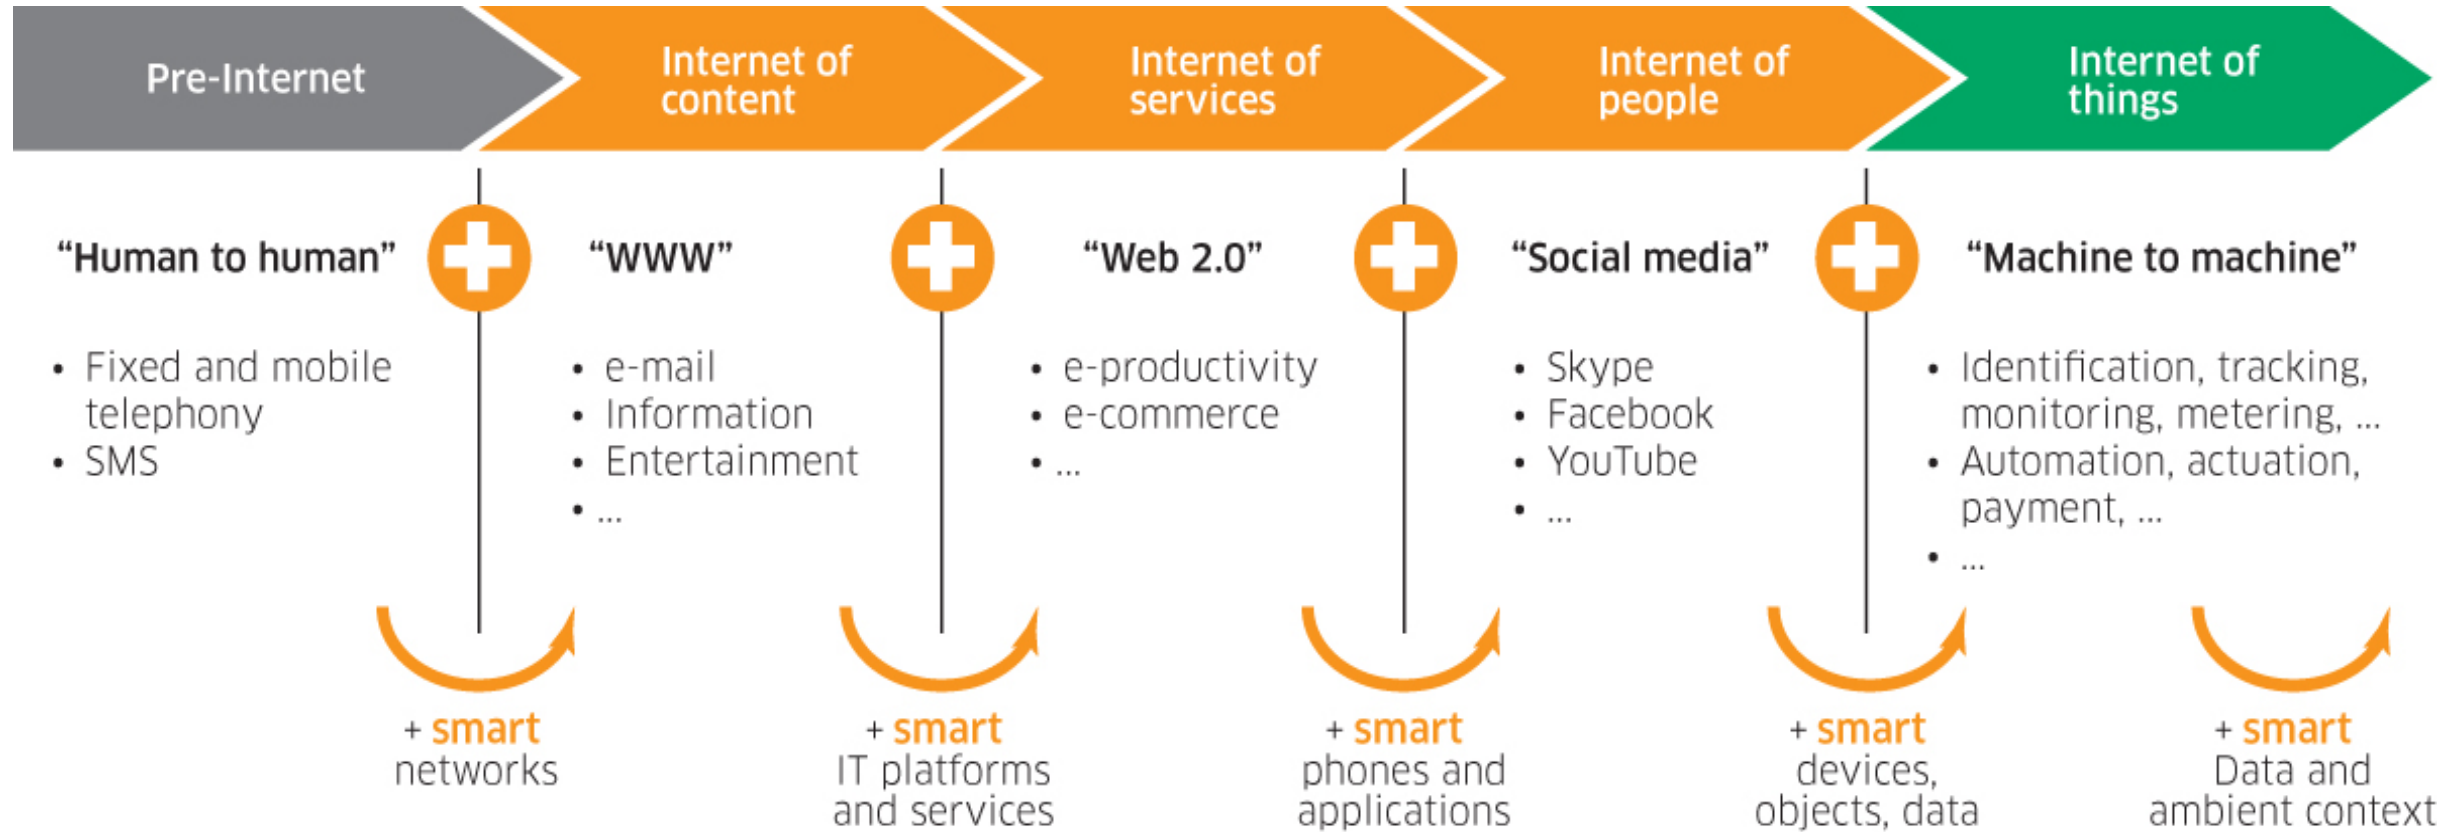 Pre-Internet
Internet of
content
Internet of
services
Internet of
people
Internet of
things
“Human to human”
“WWW”
“Web 2.0”
“Social media”
“Machine to machine”
• Fixed and mobile
telephony
• SMS
• e-mail
• Information
• Entertainment
• ...
• e-productivity
• e-commerce
• ...
• Skype
• Facebook
• YouTube
• ...
• Identification, tracking,
monitoring, metering, ...
• Automation, actuation,
payment, ...
• ...
+ smart
networks
+ smart
IT platforms
and services
+ smart
phones and
applications
+ smart
devices,
objects, data
+ smart
Data and
ambient context